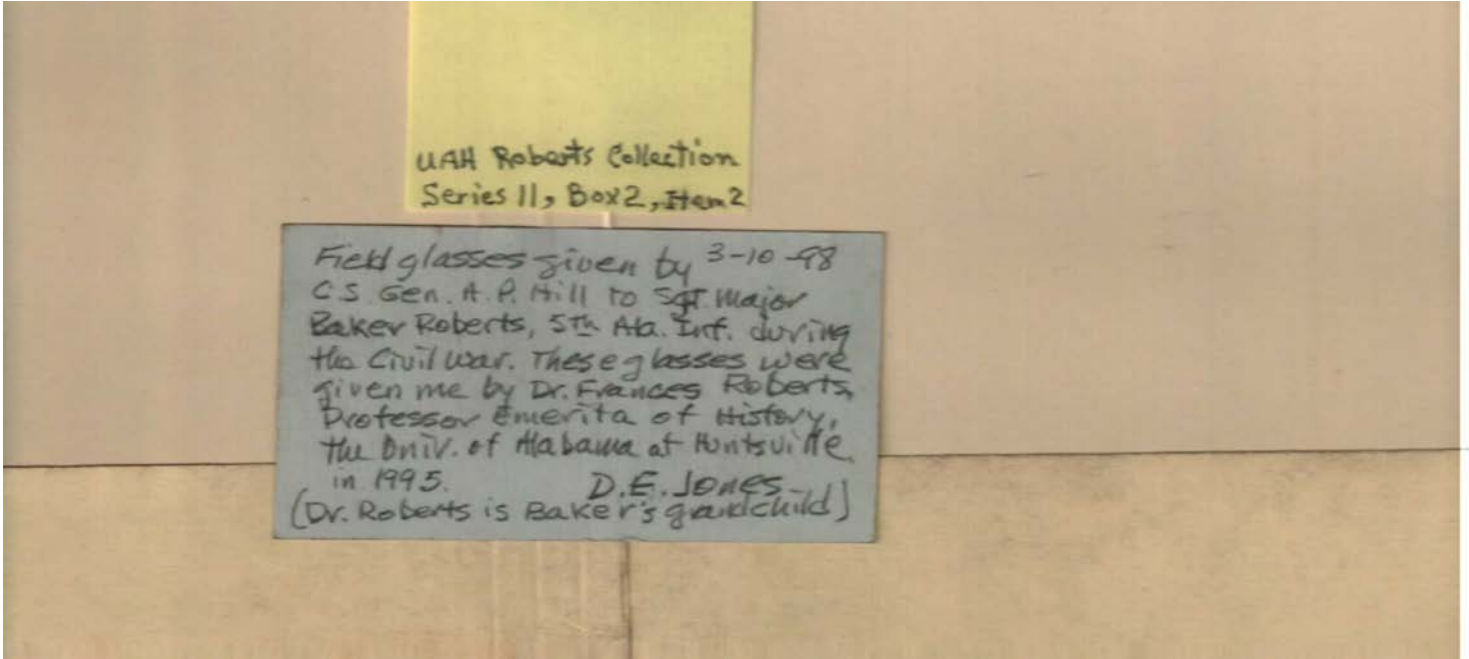 UAH Roberts Collection
Series 11, Box 2, Item 2
Field glasses given by 3-10-98
C.S. Gen. A.P. Hill to Sgt. Major
Baker Roberts, 5th Ala. Inf. during
the Civil War. These glasses were
given me by Dr. Frances Roberts,
Professor Emerita of History,
the Univ. of Alabama at Huntsville
in 1995. D.E. Jones
(Dr. Roberts is Baker's grandchild)